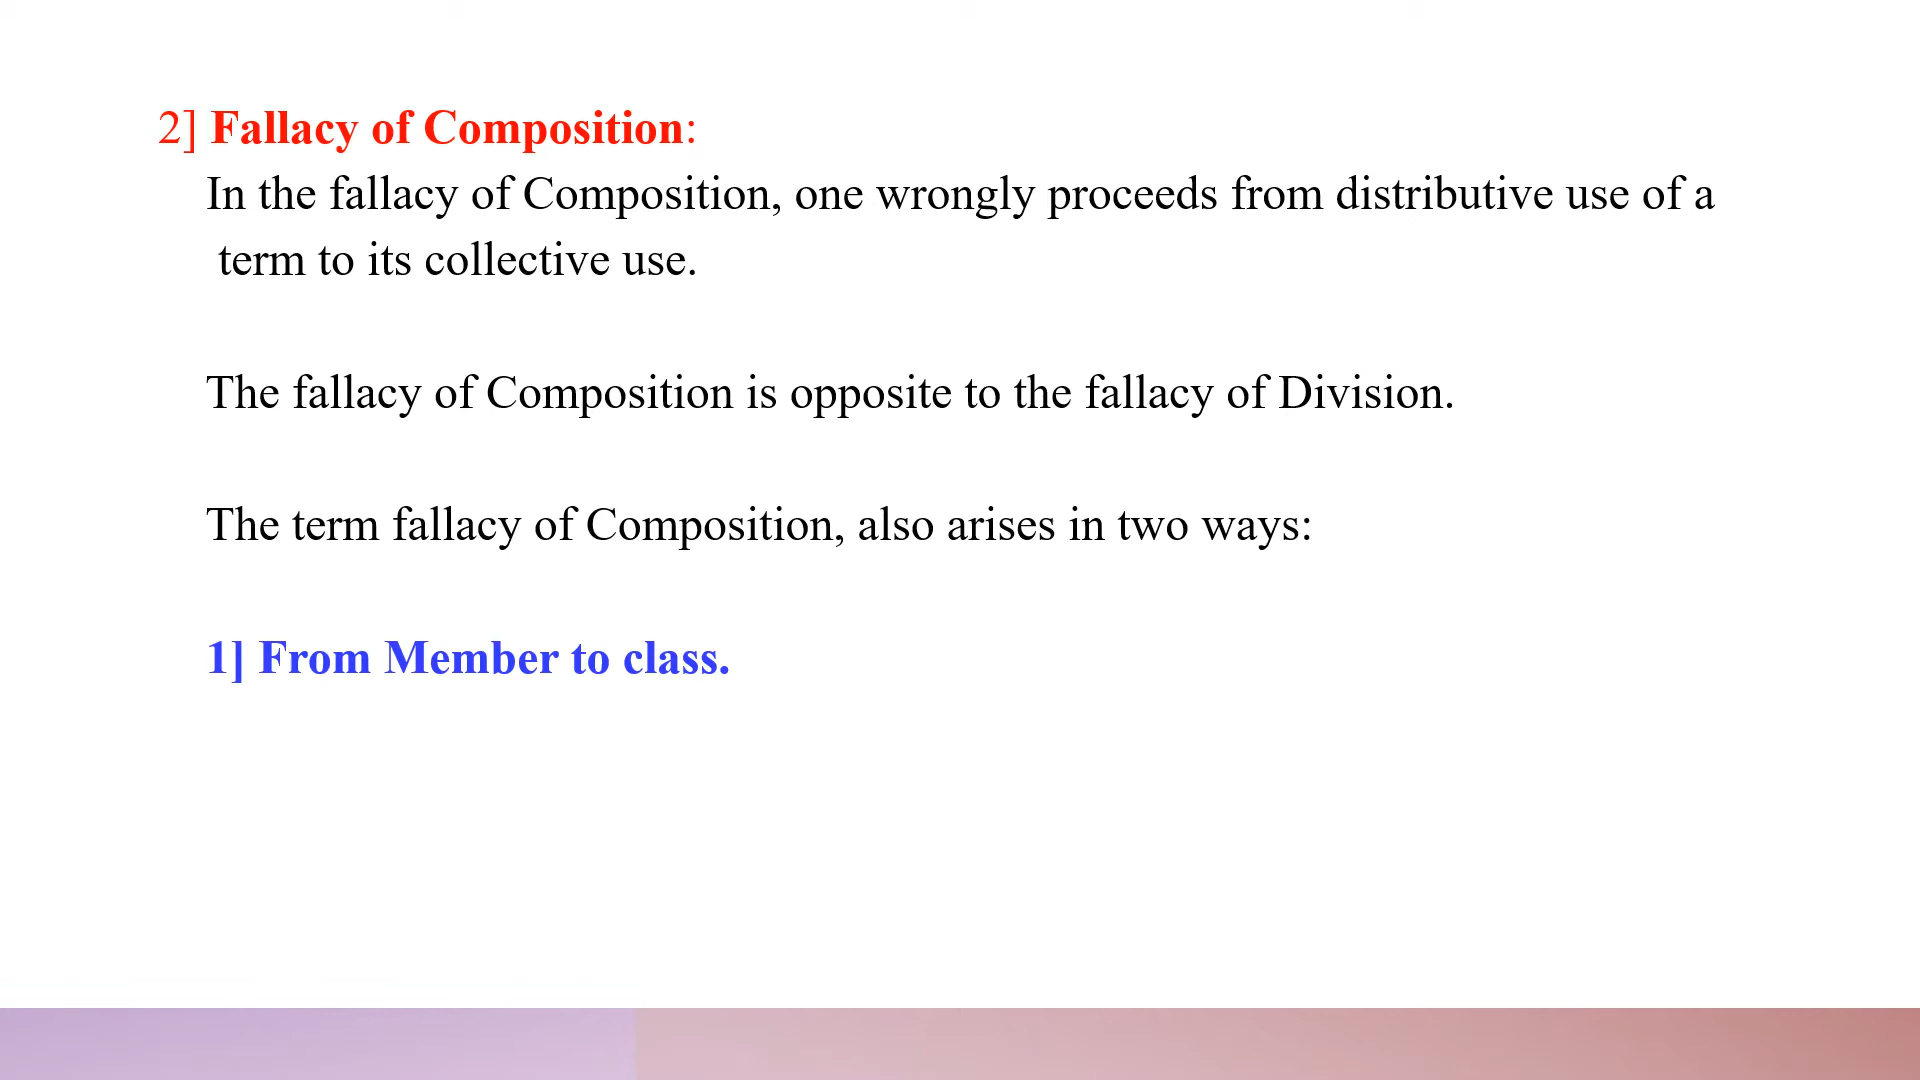 2] Fallacy of Composition:
In the fallacy of Composition, one wrongly proceeds from distributive use of a
term to its collective use.
The fallacy of Composition is opposite to the fallacy of Division.
The term fallacy of Composition, also arises in two ways:
1] From Member to class.